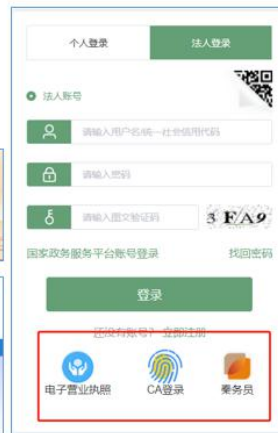 个人登录 法人登录
法人账号
请输入用户名/统一社会信用代码
请输入密码
请输入图文验证码 3 F A 9
国家政务服务平台账号登录 找回密码
登录
还没有账号? 立即注册
电子营业执照 CA登录 秦务员